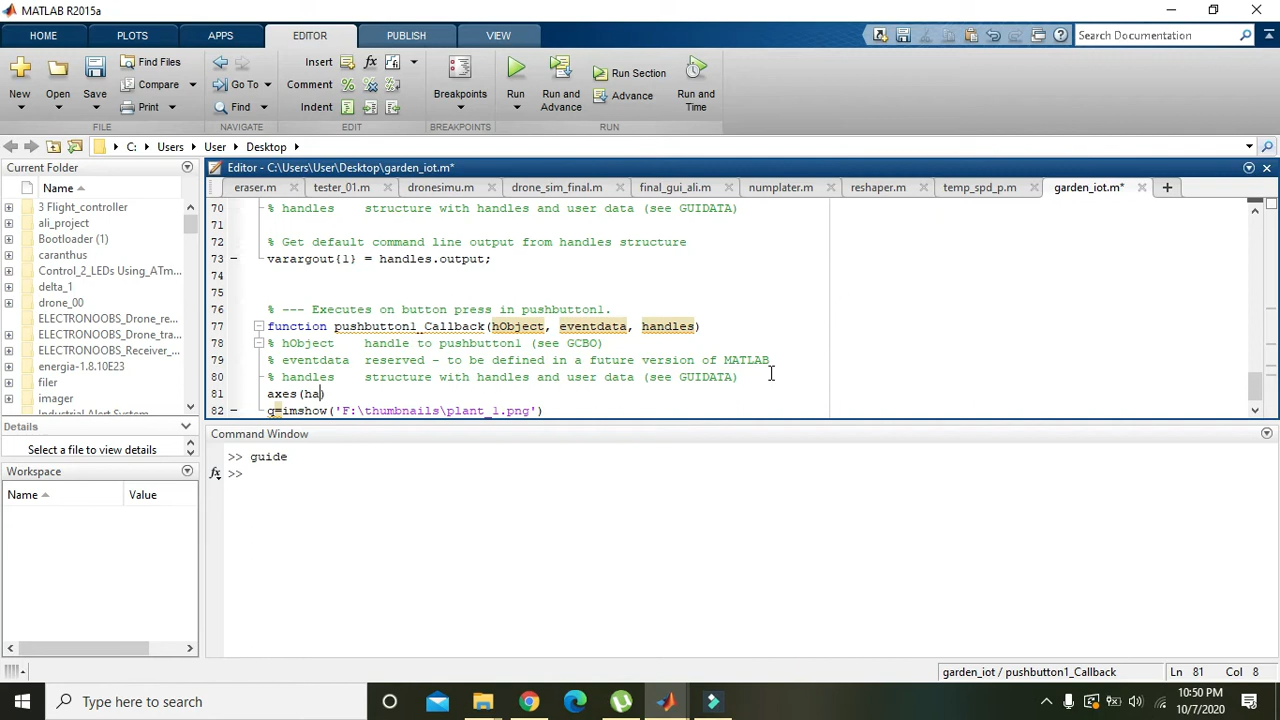 MATLAB R2015a
HOME PLOTS APPS EDITOR PUBLISH VIEW Search Documentation
New Open Save Find Files Compare Print
Go To Find
Insert fx Comment Indent
Breakpoints
Run Run and Advance Run Section Advance Run and Time
FILE NAVIGATE EDIT BREAKPOINTS RUN
C: Users User Desktop
Current Folder
Name
3 Flight_controller
ali_project
Bootloader (1)
caranthus
Control_2_LEDs Using_ATm...
delta_1
drone_00
ELECTRONOOBS_Drone_re...
ELECTRONOOBS_Drone_tra...
ELECTRONOOBS_Receiver_...
energia-1.8.10E23
filer
imager
Details
Select a file to view details
Workspace
Name Value
Editor - C:\Users\User\Desktop\garden_iot.m*
eraser.m tester_01.m dronesimu.m drone_sim_final.m final_gui_ali.m numplater.m reshaper.m temp_spd_p.m garden_iot.m*
70 % handles    structure with handles and user data (see GUIDATA)
71
72 % Get default command line output from handles structure
73 varargout{1} = handles.output;
74
75
76 % --- Executes on button press in pushbutton1.
77 function pushbutton1_Callback(hObject, eventdata, handles)
78 % hObject    handle to pushbutton1 (see GCBO)
79 % eventdata  reserved - to be defined in a future version of MATLAB
80 % handles    structure with handles and user data (see GUIDATA)
81 axes(ha)
82 g=imshow('F:\thumbnails\plant_1.png')
Command Window
>> guide
fx >>
garden_iot / pushbutton1_Callback Ln 81 Col 8
Type here to search
10:50 PM
10/7/2020